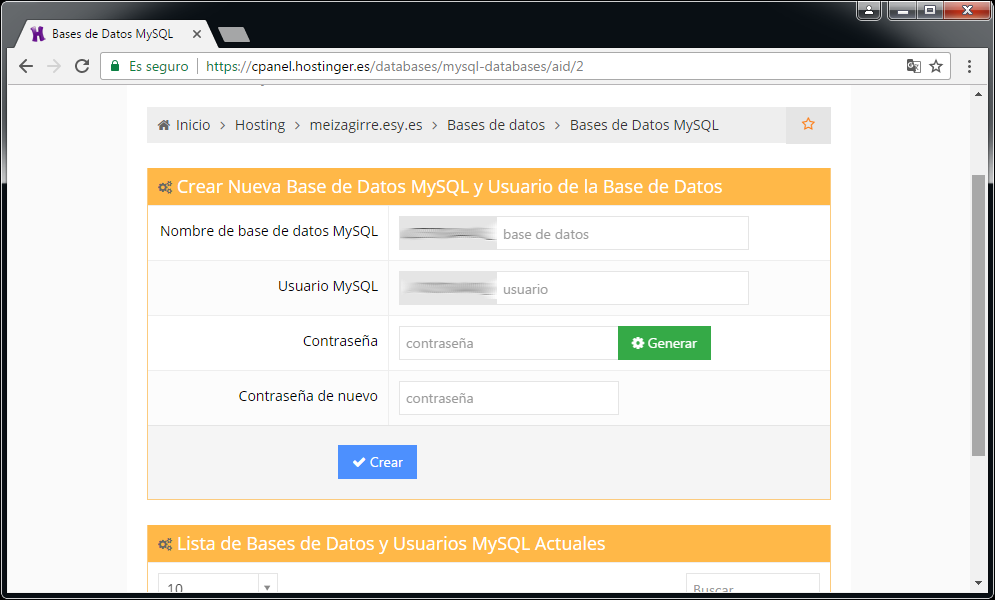 Bases de Datos MySQL
Es seguro https://cpanel.hostinger.es/databases/mysql-databases/aid/2
Inicio > Hosting > meizagirre.esy.es > Bases de datos > Bases de Datos MySQL
Crear Nueva Base de Datos MySQL y Usuario de la Base de Datos
Nombre de base de datos MySQL base de datos
Usuario MySQL usuario
Contraseña contraseña Generar
Contraseña de nuevo contraseña
Crear
Lista de Bases de Datos y Usuarios MySQL Actuales
10 Buscar